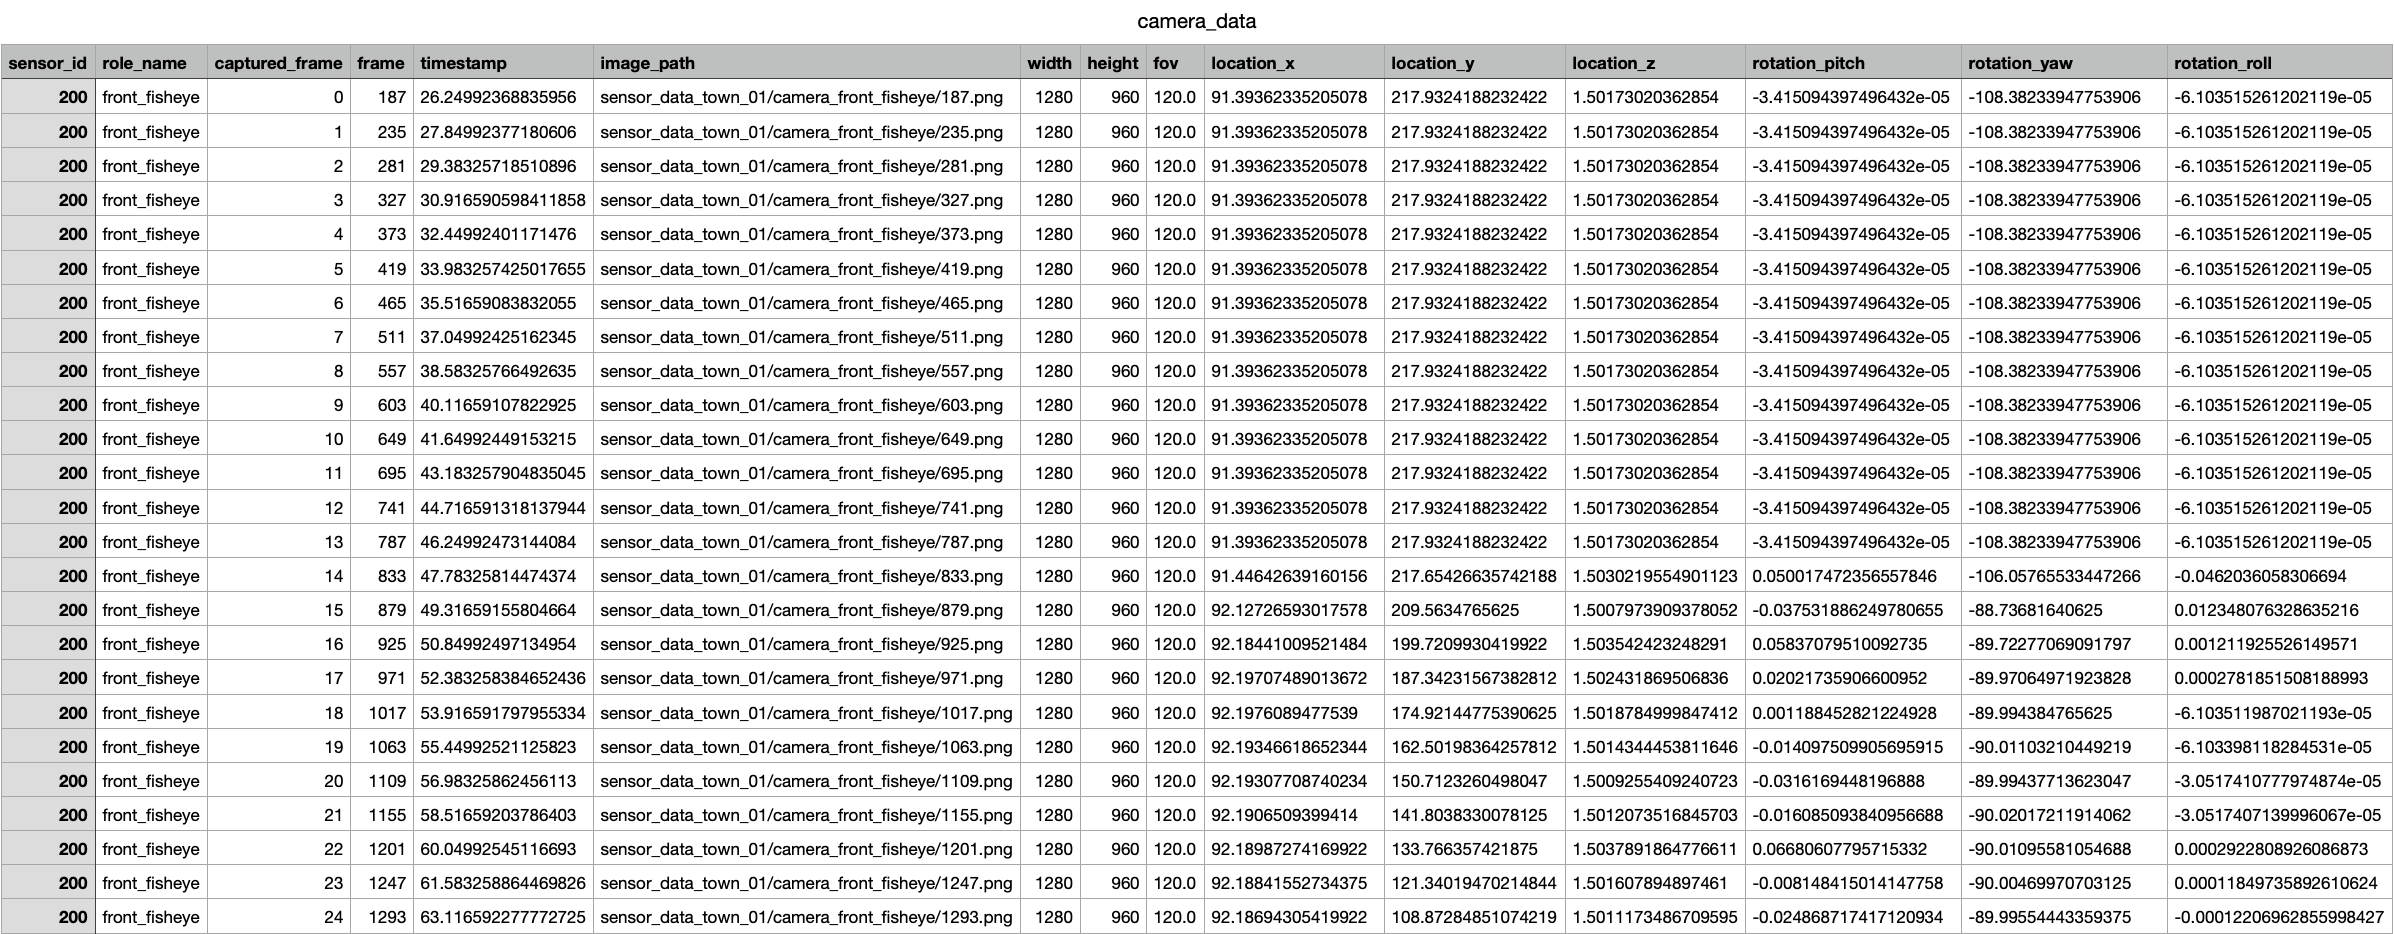 camera_data
sensor_id role_name captured_frame frame timestamp image_path width height fov location_x location_y location_z rotation_pitch rotation_yaw rotation_roll
200 front_fisheye 0 187 26.24992368835956 sensor_data_town_01/camera_front_fisheye/187.png 1280 960 120.0 91.39362335205078 217.9324188232422 1.50173020362854 -3.415094397496432e-05 -108.38233947753906 -6.103515261202119e-05
200 front_fisheye 1 235 27.84992377180606 sensor_data_town_01/camera_front_fisheye/235.png 1280 960 120.0 91.39362335205078 217.9324188232422 1.50173020362854 -3.415094397496432e-05 -108.38233947753906 -6.103515261202119e-05
200 front_fisheye 2 281 29.38325718510896 sensor_data_town_01/camera_front_fisheye/281.png 1280 960 120.0 91.39362335205078 217.9324188232422 1.50173020362854 -3.415094397496432e-05 -108.38233947753906 -6.103515261202119e-05
200 front_fisheye 3 327 30.916590598411858 sensor_data_town_01/camera_front_fisheye/327.png 1280 960 120.0 91.39362335205078 217.9324188232422 1.50173020362854 -3.415094397496432e-05 -108.38233947753906 -6.103515261202119e-05
200 front_fisheye 4 373 32.44992401171476 sensor_data_town_01/camera_front_fisheye/373.png 1280 960 120.0 91.39362335205078 217.9324188232422 1.50173020362854 -3.415094397496432e-05 -108.38233947753906 -6.103515261202119e-05
200 front_fisheye 5 419 33.983257425017655 sensor_data_town_01/camera_front_fisheye/419.png 1280 960 120.0 91.39362335205078 217.9324188232422 1.50173020362854 -3.415094397496432e-05 -108.38233947753906 -6.103515261202119e-05
200 front_fisheye 6 465 35.51659083832055 sensor_data_town_01/camera_front_fisheye/465.png 1280 960 120.0 91.39362335205078 217.9324188232422 1.50173020362854 -3.415094397496432e-05 -108.38233947753906 -6.103515261202119e-05
200 front_fisheye 7 511 37.04992425162345 sensor_data_town_01/camera_front_fisheye/511.png 1280 960 120.0 91.39362335205078 217.9324188232422 1.50173020362854 -3.415094397496432e-05 -108.38233947753906 -6.103515261202119e-05
200 front_fisheye 8 557 38.58325766492635 sensor_data_town_01/camera_front_fisheye/557.png 1280 960 120.0 91.39362335205078 217.9324188232422 1.50173020362854 -3.415094397496432e-05 -108.38233947753906 -6.103515261202119e-05
200 front_fisheye 9 603 40.11659107822925 sensor_data_town_01/camera_front_fisheye/603.png 1280 960 120.0 91.39362335205078 217.9324188232422 1.50173020362854 -3.415094397496432e-05 -108.38233947753906 -6.103515261202119e-05
200 front_fisheye 10 649 41.64992449153215 sensor_data_town_01/camera_front_fisheye/649.png 1280 960 120.0 91.39362335205078 217.9324188232422 1.50173020362854 -3.415094397496432e-05 -108.38233947753906 -6.103515261202119e-05
200 front_fisheye 11 695 43.183257904835045 sensor_data_town_01/camera_front_fisheye/695.png 1280 960 120.0 91.39362335205078 217.9324188232422 1.50173020362854 -3.415094397496432e-05 -108.38233947753906 -6.103515261202119e-05
200 front_fisheye 12 741 44.716591318137944 sensor_data_town_01/camera_front_fisheye/741.png 1280 960 120.0 91.39362335205078 217.9324188232422 1.50173020362854 -3.415094397496432e-05 -108.38233947753906 -6.103515261202119e-05
200 front_fisheye 13 787 46.24992473144084 sensor_data_town_01/camera_front_fisheye/787.png 1280 960 120.0 91.39362335205078 217.9324188232422 1.50173020362854 -3.415094397496432e-05 -108.38233947753906 -6.103515261202119e-05
200 front_fisheye 14 833 47.78325814474374 sensor_data_town_01/camera_front_fisheye/833.png 1280 960 120.0 91.44642639160156 217.65426635742188 1.5030219554901123 0.050017472356557846 -106.05765533447266 -0.0462036058306694
200 front_fisheye 15 879 49.31659155804664 sensor_data_town_01/camera_front_fisheye/879.png 1280 960 120.0 92.12726593017578 209.5634765625 1.5007973909378052 -0.037531886249780655 -88.73681640625 0.012348076328635216
200 front_fisheye 16 925 50.84992497134954 sensor_data_town_01/camera_front_fisheye/925.png 1280 960 120.0 92.18441009521484 199.7209930419922 1.503542423248291 0.05837079510092735 -89.72277069091797 0.001211925526149571
200 front_fisheye 17 971 52.383258384652436 sensor_data_town_01/camera_front_fisheye/971.png 1280 960 120.0 92.19707489013672 187.34231567382812 1.502431869506836 0.02021735906600952 -89.97064971923828 0.0002781851508188993
200 front_fisheye 18 1017 53.916591797955334 sensor_data_town_01/camera_front_fisheye/1017.png 1280 960 120.0 92.1976089477539 174.92144775390625 1.5018784999847412 0.001188452821224928 -89.994384765625 -6.103511987021193e-05
200 front_fisheye 19 1063 55.44992521125823 sensor_data_town_01/camera_front_fisheye/1063.png 1280 960 120.0 92.19346618652344 162.50198364257812 1.5014344453811646 -0.014097509905695915 -90.01103210449219 -6.103398118284531e-05
200 front_fisheye 20 1109 56.98325862456113 sensor_data_town_01/camera_front_fisheye/1109.png 1280 960 120.0 92.19307708740234 150.7123260498047 1.5009255409240723 -0.0316169448196888 -89.99437713623047 -3.0517410777974874e-05
200 front_fisheye 21 1155 58.51659203786403 sensor_data_town_01/camera_front_fisheye/1155.png 1280 960 120.0 92.1906509399414 141.8038330078125 1.5012073516845703 -0.016085093840956688 -90.02017211914062 -3.0517407139996067e-05
200 front_fisheye 22 1201 60.04992545116693 sensor_data_town_01/camera_front_fisheye/1201.png 1280 960 120.0 92.18987274169922 133.766357421875 1.5037891864776611 0.06680607795715332 -90.01095581054688 0.0002922808926086873
200 front_fisheye 23 1247 61.583258864469826 sensor_data_town_01/camera_front_fisheye/1247.png 1280 960 120.0 92.18841552734375 121.34019470214844 1.501607894897461 -0.008148415014147758 -90.00469970703125 0.00011849735892610624
200 front_fisheye 24 1293 63.116592277772725 sensor_data_town_01/camera_front_fisheye/1293.png 1280 960 120.0 92.18694305419922 108.87284851074219 1.5011173486709595 -0.024868717417120934 -89.99554443359375 -0.00012206962855998427